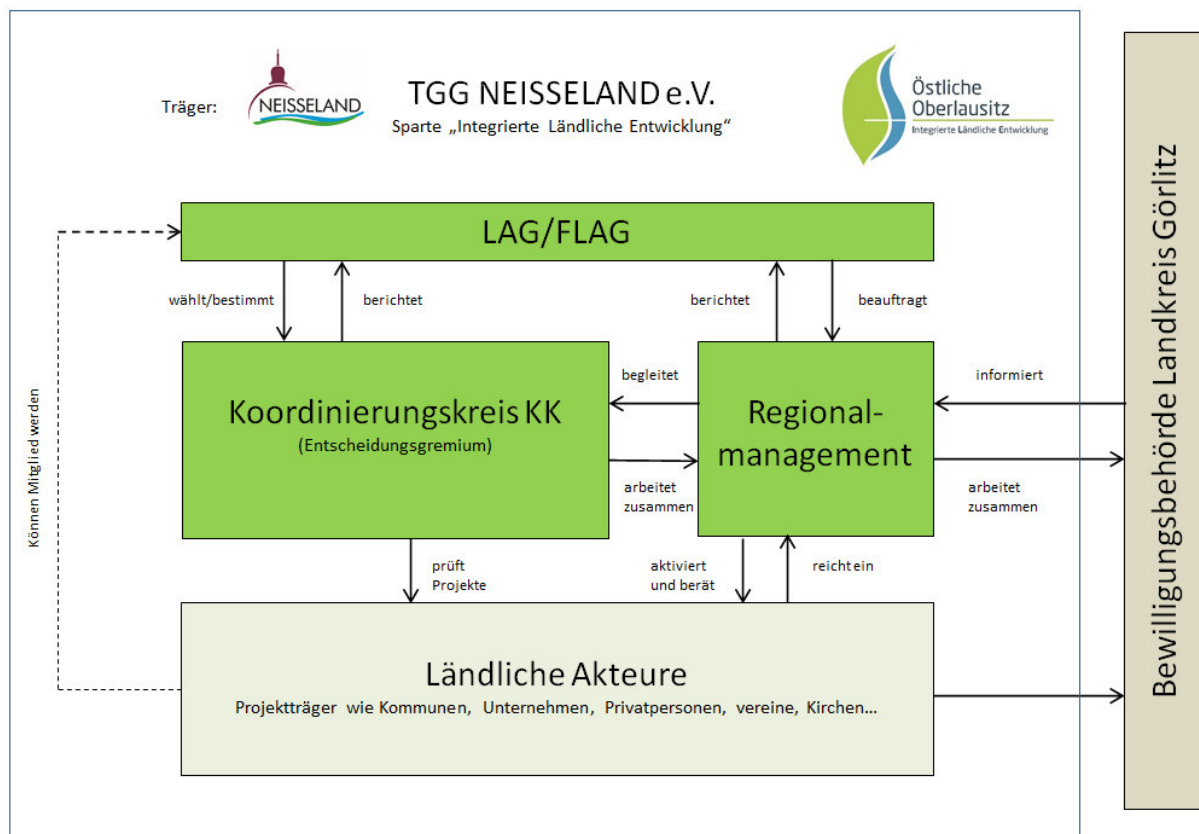 Träger:
NEISSELAND
TGG NEISSELAND e.V.
Sparte „Integrierte Ländliche Entwicklung“
Östliche
Oberlausitz
Integrierte Ländliche Entwicklung
LAG/FLAG
wählt/bestimmt
berichtet
berichtet
beauftragt
Koordinierungskreis KK
(Entscheidungsgremium)
begleitet
arbeitet
zusammen
Regional-
management
informiert
arbeitet
zusammen
prüft
Projekte
aktiviert
und berät
reicht ein
Ländliche Akteure
Projektträger wie Kommunen, Unternehmen, Privatpersonen, vereine, Kirchen...
Können Mitglied werden
Bewilligungsbehörde Landkreis Görlitz